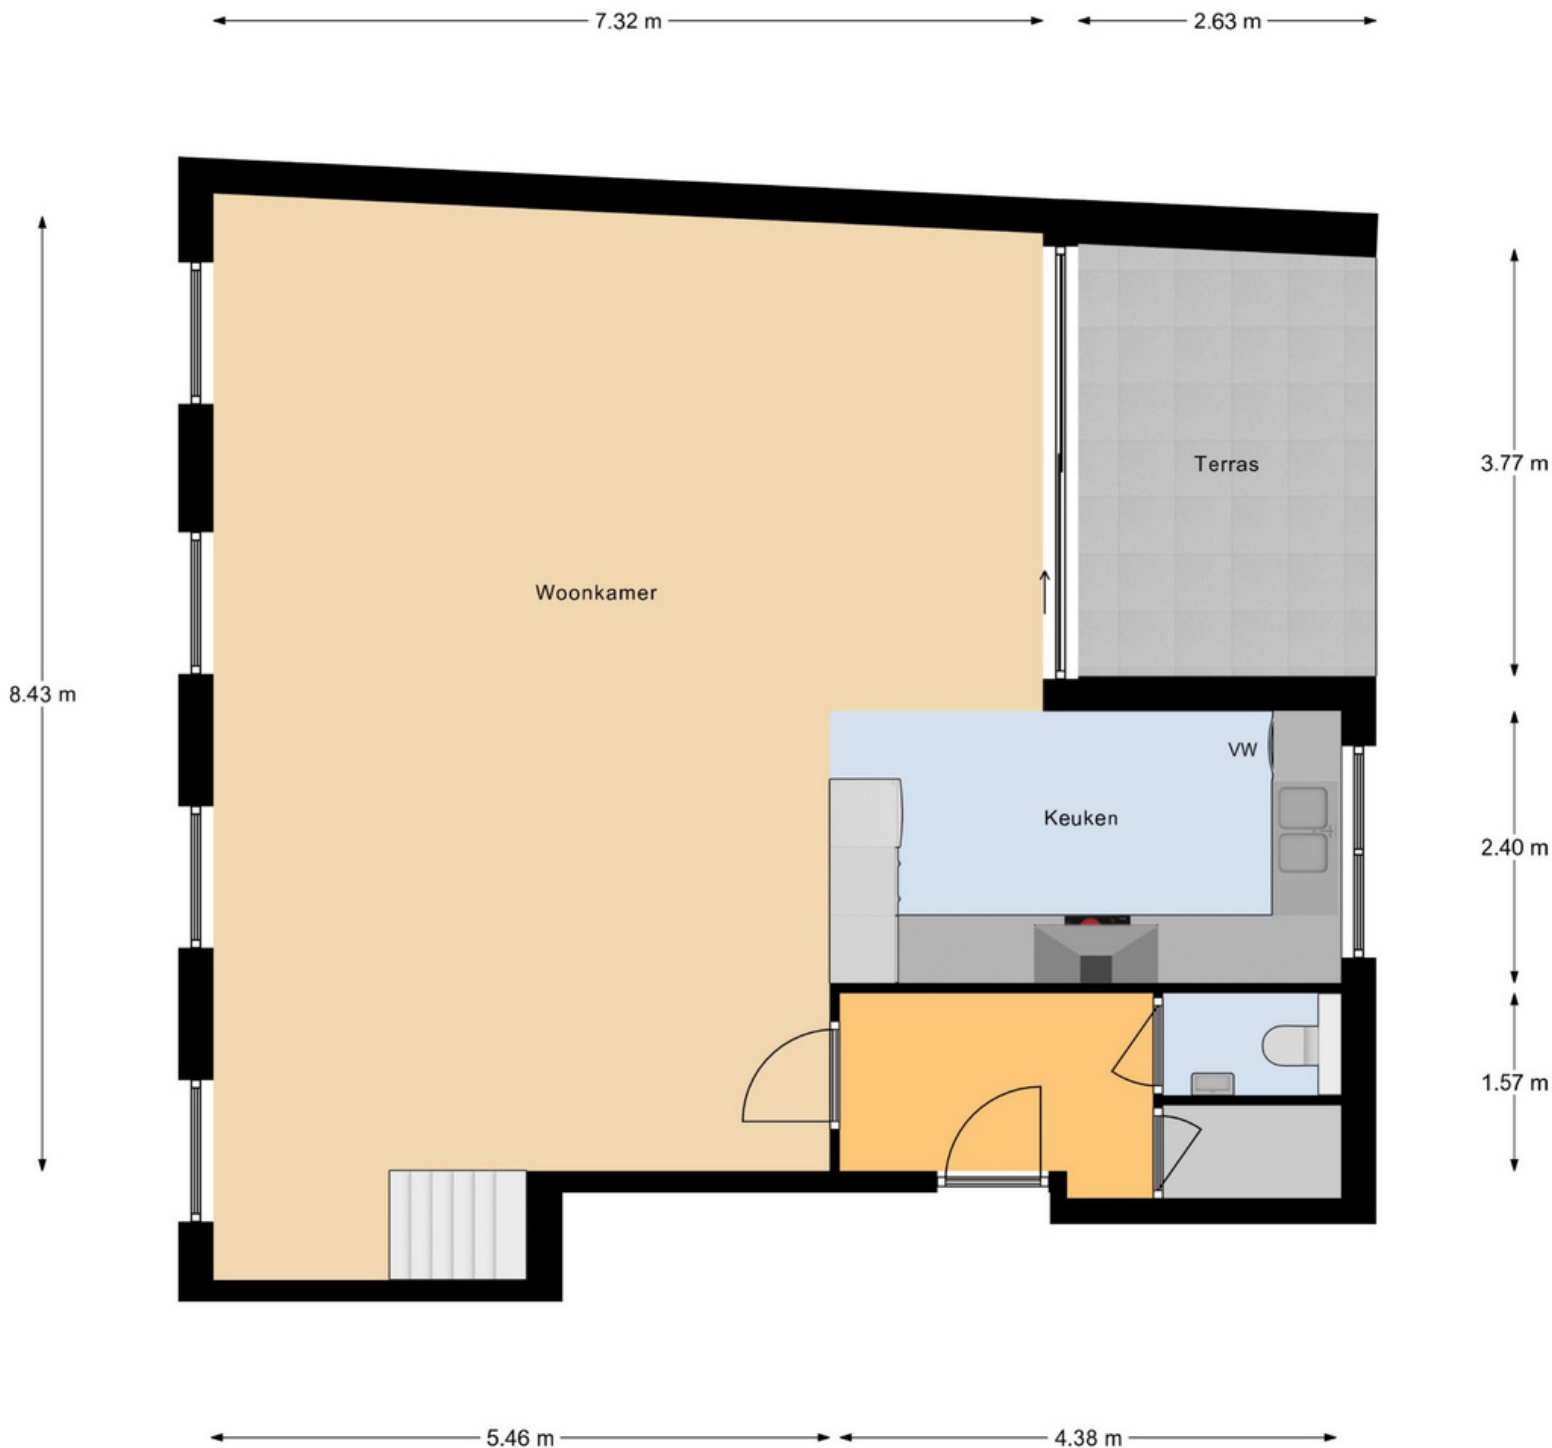 7.32 m
2.63 m
3.77 m
Terras
Woonkamer
8.43 m
VW
Keuken
2.40 m
1.57 m
5.46 m
4.38 m